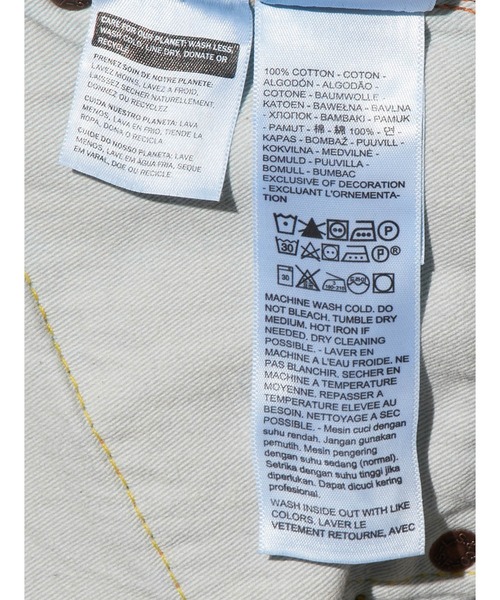 CARE FOR OUR PLANET: WASH LESS,
WASH COLD, LINE DRY, DONATE OR
RECYCLE.
PRENEZ SOIN DE NOTRE PLANETE:
LAVEZ MOINS, LAVEZ A FROID,
LAISSEZ SECHER NATURELLEMENT,
DONNEZ OU RECYCLEZ
CUIDA NUESTRO PLANETA: LAVA
MENOS, LAVA EN FRIO, TIENDE LA
ROPA, DONA O RECICLA
CUIDE DO NOSSO PLANETA: LAVA
MENOS, LAVA EM AGUA FRIA, SEQUE
EM VARAL, DOE OU RECICLE.
100% COTTON - COTON -
ALGODÓN - ALGODÃO -
COTONE - BAUMWOLLE -
KATOEN - BAWEŁNA - BAVLNA
- ХЛОПОК - BAMBAKI - PAMUK
- PAMUT - 棉 - 綿 100% - 면 -
KAPAS - BOMBAŽ - PUUVILL -
KOKVILNA - MEDVILNĖ -
BOMULD - PUUVILLA -
BOMULL - BUMBAC
EXCLUSIVE OF DECORATION
- EXCLUANT L'ORNEMENTA-
TION
P
30 P®
30 180-210
MACHINE WASH COLD. DO
NOT BLEACH. TUMBLE DRY
MEDIUM. HOT IRON IF
NEEDED. DRY CLEANING
POSSIBLE. - LAVER EN
MACHINE A L'EAU FROIDE. NE
PAS BLANCHIR. SECHER EN
MACHINE A TEMPERATURE
MOYENNE. REPASSER A
TEMPERATURE ELEVEE AU
BESOIN. NETTOYAGE A SEC
POSSIBLE. - Mesin cuci dengan
suhu rendah. Jangan gunakan
pemutih. Mesin pengering
dengan suhu sedang (normal).
Setrika dengan suhu tinggi jika
diperlukan. Dapat dicuci kering
profesional.
WASH INSIDE OUT WITH LIKE
COLORS. LAVER LE
VETEMENT RETOURNE, AVEC